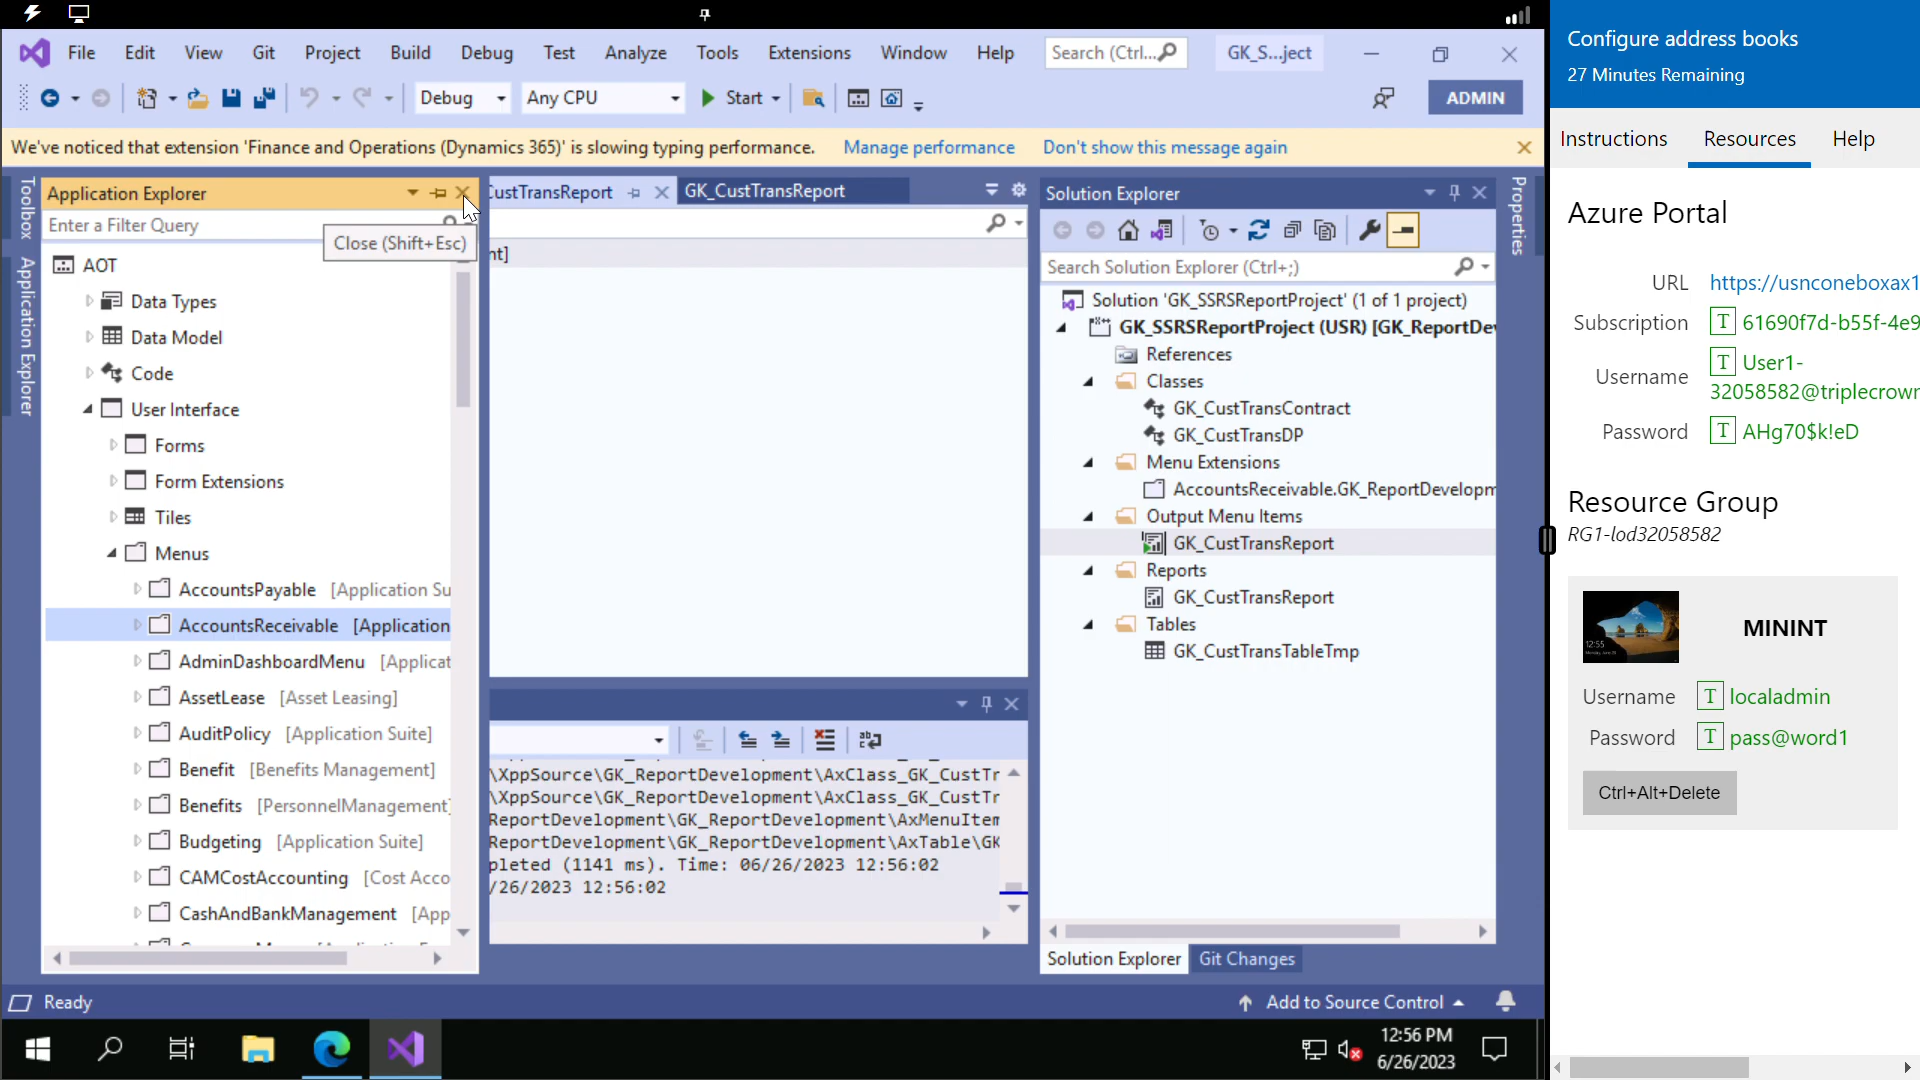 File Edit View Git Project Build Debug Test Analyze Tools Extensions Window Help Search (Ctrl... GK_S...ject
Debug Any CPU Start ADMIN
We've noticed that extension 'Finance and Operations (Dynamics 365)' is slowing typing performance. Manage performance Don't show this message again
Toolbox
Application Explorer
Application Explorer
Enter a Filter Query
Close (Shift+Esc)
AOT
Data Types
Data Model
Code
User Interface
Forms
Form Extensions
Tiles
Menus
AccountsPayable [Application Su
AccountsReceivable [Application
AdminDashboardMenu [Applicat
AssetLease [Asset Leasing]
AuditPolicy [Application Suite]
Benefit [Benefits Management]
Benefits [PersonnelManagement]
Budgeting [Application Suite]
CAMCostAccounting [Cost Acco
CashAndBankManagement [App
CustTransReport GK_CustTransReport
nt]
\XppSource\GK_ReportDevelopment\AxClass_GK_CustTr
\XppSource\GK_ReportDevelopment\AxClass_GK_CustTr
ReportDevelopment\GK_ReportDevelopment\AxMenuItem
ReportDevelopment\GK_ReportDevelopment\AxTable\GK
pleted (1141 ms). Time: 06/26/2023 12:56:02
/26/2023 12:56:02
Solution Explorer
Search Solution Explorer (Ctrl+;)
Solution 'GK_SSRSReportProject' (1 of 1 project)
GK_SSRSReportProject (USR) [GK_ReportDev
References
Classes
GK_CustTransContract
GK_CustTransDP
Menu Extensions
AccountsReceivable.GK_ReportDevelopm
Output Menu Items
GK_CustTransReport
Reports
GK_CustTransReport
Tables
GK_CustTransTableTmp
Solution Explorer Git Changes
Properties
Ready Add to Source Control
12:56 PM
6/26/2023
Configure address books
27 Minutes Remaining
Instructions Resources Help
Azure Portal
URL https://usnconeboxax1
Subscription T 61690f7d-b55f-4e9
Username T User1-
32058582@triplecrown
Password T AHg70$k!eD
Resource Group
RG1-lod32058582
12:55
MININT
Username T localadmin
Password T pass@word1
Ctrl+Alt+Delete